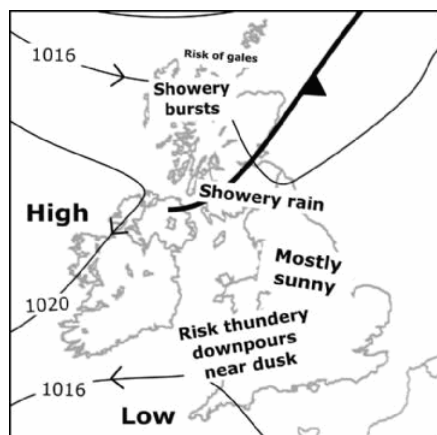 Risk of gales
1016
Showery
bursts
Showery rain
High
Mostly
sunny
1020
Risk thundery
downpours
near dusk
1016
Low